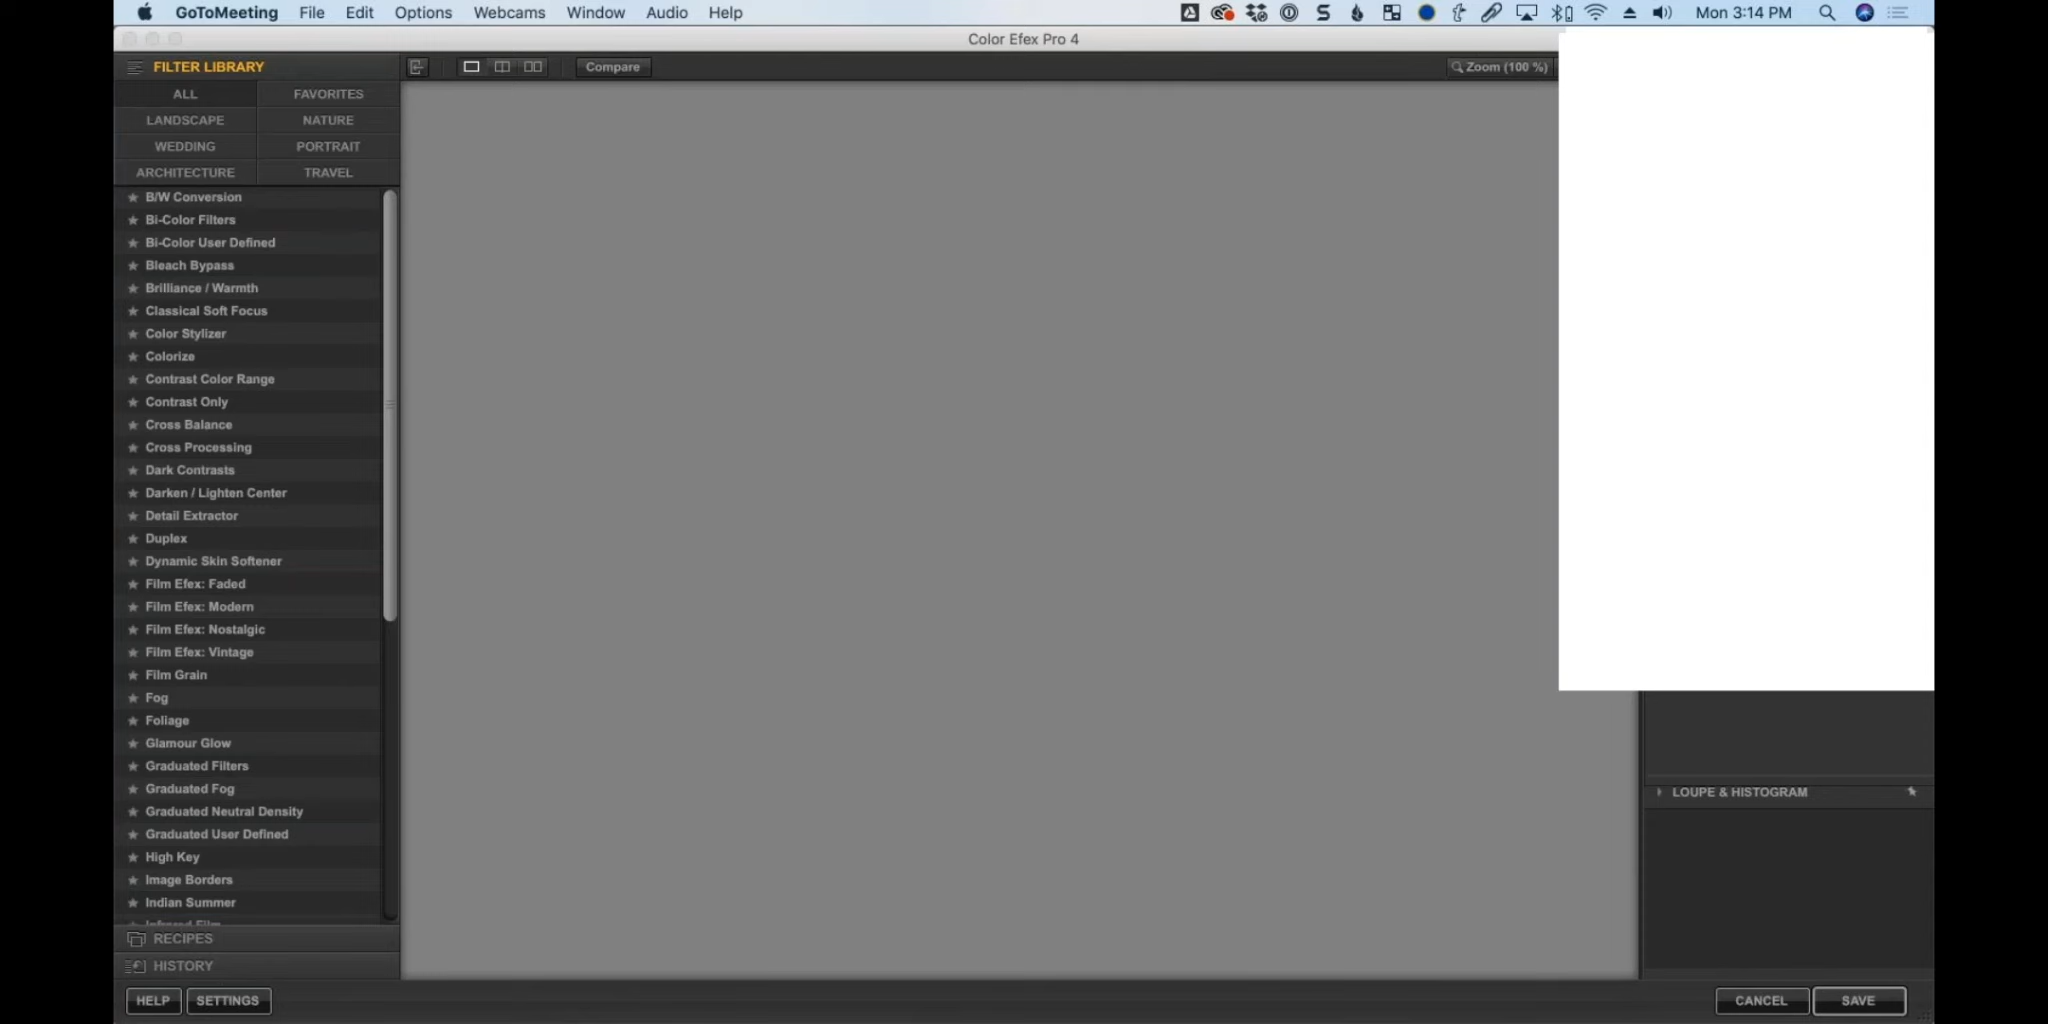 GoToMeeting File Edit Options Webcams Window Audio Help Mon 3:14 PM
Color Efex Pro 4
FILTER LIBRARY Compare Zoom (100 %)
ALL FAVORITES
LANDSCAPE NATURE
WEDDING PORTRAIT
ARCHITECTURE TRAVEL
B/W Conversion
Bi-Color Filters
Bi-Color User Defined
Bleach Bypass
Brilliance / Warmth
Classical Soft Focus
Color Stylizer
Colorize
Contrast Color Range
Contrast Only
Cross Balance
Cross Processing
Dark Contrasts
Darken / Lighten Center
Detail Extractor
Duplex
Dynamic Skin Softener
Film Efex: Faded
Film Efex: Modern
Film Efex: Nostalgic
Film Efex: Vintage
Film Grain
Fog
Foliage
Glamour Glow
Graduated Filters
Graduated Fog
Graduated Neutral Density
Graduated User Defined
High Key
Image Borders
Indian Summer
Infrared Film
RECIPES
HISTORY
LOUPE & HISTOGRAM
HELP SETTINGS CANCEL SAVE